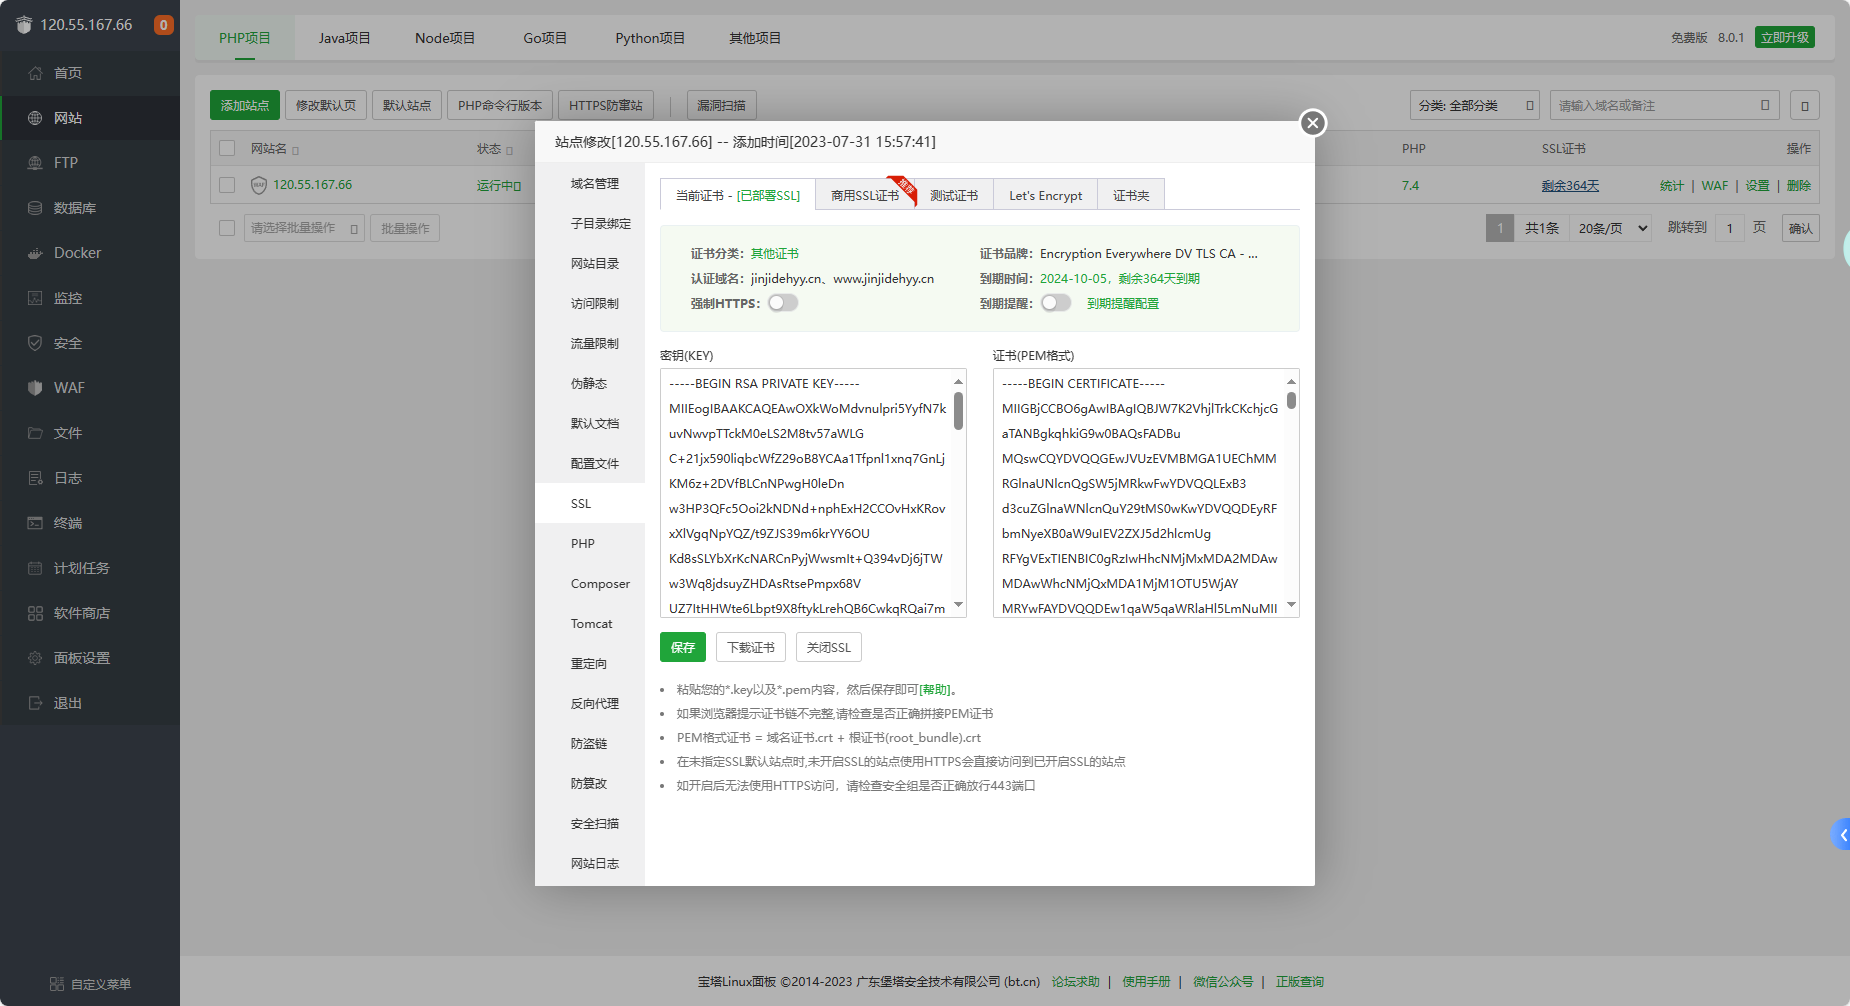 120.55.167.66
0
首页
网站
FTP
数据库
Docker
监控
安全
WAF
文件
日志
终端
计划任务
软件商店
面板设置
退出
自定义菜单
PHP项目
Java项目
Node项目
Go项目
Python项目
其他项目
免费版
8.0.1
立即升级
添加站点
修改默认页
默认站点
PHP命令行版本
HTTPS防窜站
漏洞扫描
分类: 全部分类
请输入域名或备注
网站名
状态
PHP
SSL证书
操作
WAF
120.55.167.66
运行中
7.4
剩余364天
统计 | WAF | 设置 | 删除
请选择批量操作
批量操作
1
共1条
20条/页
跳转到
1
页
确认
站点修改[120.55.167.66] -- 添加时间[2023-07-31 15:57:41]
域名管理
子目录绑定
网站目录
访问限制
流量限制
伪静态
默认文档
配置文件
SSL
PHP
Composer
Tomcat
重定向
反向代理
防盗链
防篡改
安全扫描
网站日志
当前证书 - [已部署SSL]
商用SSL证书
推荐
测试证书
Let's Encrypt
证书夹
证书分类：其他证书
证书品牌：Encryption Everywhere DV TLS CA - ...
认证域名：jinjidehyy.cn、www.jinjidehyy.cn
到期时间：2024-10-05，剩余364天到期
强制HTTPS：
到期提醒：
到期提醒配置
密钥(KEY)
-----BEGIN RSA PRIVATE KEY-----
MIIEogIBAAKCAQEAwOXkWoMdvnulpri5YyfN7k
uvNwvpTTckM0eLS2M8tv57aWLG
C+21jx590liqbcWfZ29oB8YCAa1Tfpnl1xnq7GnLj
KM6z+2DVfBLCnNPwgH0leDn
w3HP3QFc5Ooi2kNDNd+nphExH2CCOvHxKRov
xXlVgqNpYQZ/t9ZJS39m6krYY6OU
Kd8sSLYbXrKcNARCnPyjWwsmIt+Q394vDj6jTW
w3Wq8jdsuyZHDAsRtsePmpx68V
UZ7ItHHWte6Lbpt9X8ftykLrehQB6CwkqRQai7m
证书(PEM格式)
-----BEGIN CERTIFICATE-----
MIIGBjCCBO6gAwIBAgIQBJW7K2VhjlTrkCKchjcG
aTANBgkqhkiG9w0BAQsFADBu
MQswCQYDVQQGEwJVUzEVMBMGA1UEChMM
RGlnaUNlcnQgSW5jMRkwFwYDVQQLExB3
d3cuZGlnaWNlcnQuY29tMS0wKwYDVQQDEyRF
bmNyeXB0aW9uIEV2ZXJ5d2hlcmUg
RFYgVExTIENBIC0gRzIwHhcNMjMxMDA2MDAw
MDAwWhcNMjQxMDA1MjM1OTU5WjAY
MRYwFAYDVQQDEw1qaW5qaWRlaHl5LmNuMII
保存
下载证书
关闭SSL
粘贴您的*.key以及*.pem内容，然后保存即可[帮助]。
如果浏览器提示证书链不完整,请检查是否正确拼接PEM证书
PEM格式证书 = 域名证书.crt + 根证书(root_bundle).crt
在未指定SSL默认站点时,未开启SSL的站点使用HTTPS会直接访问到已开启SSL的站点
如开启后无法使用HTTPS访问，请检查安全组是否正确放行443端口
宝塔Linux面板 ©2014-2023 广东堡塔安全技术有限公司 (bt.cn) 论坛求助 | 使用手册 | 微信公众号 | 正版查询